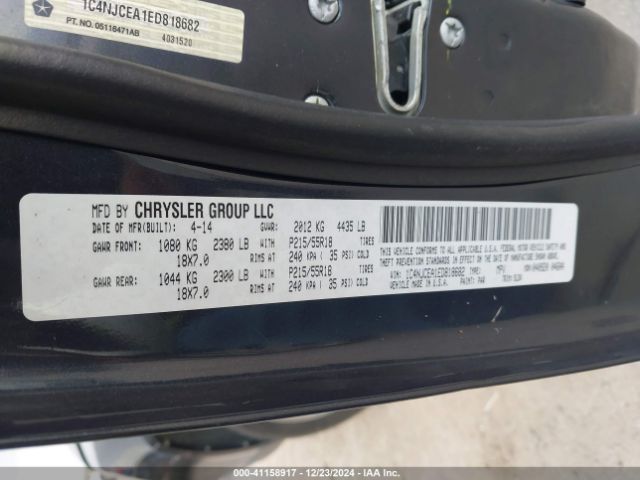 1C4NJCEA1ED818682
PT. NO. 05116471AB 4031520
MFD BY CHRYSLER GROUP LLC
DATE OF MFR(BUILT): 4-14 GVWR: 2012 KG 4435 LB
GAWR FRONT: 1080 KG 2380 LB WITH P215/55R18 TIRES
18X7.0 RIMS AT 240 KPA ( 35 PSI) COLD
GAWR REAR: 1044 KG 2300 LB WITH P215/55R18 TIRES
18X7.0 RIMS AT 240 KPA ( 35 PSI) COLD
THIS VEHICLE CONFORMS TO ALL APPLICABLE U.S.A. FEDERAL MOTOR VEHICLE SAFETY AND
THEFT PREVENTION STANDARDS IN EFFECT ON THE DATE OF MANUFACTURE SHOWN ABOVE.
VIN: 1C4NJCEA1ED818682 TYPE: MPV MDH:
VEHICLE MADE IN U.S.A. PAINT: PAR TRIM:
000-41158917 - 12/23/2024 - IAAI.com